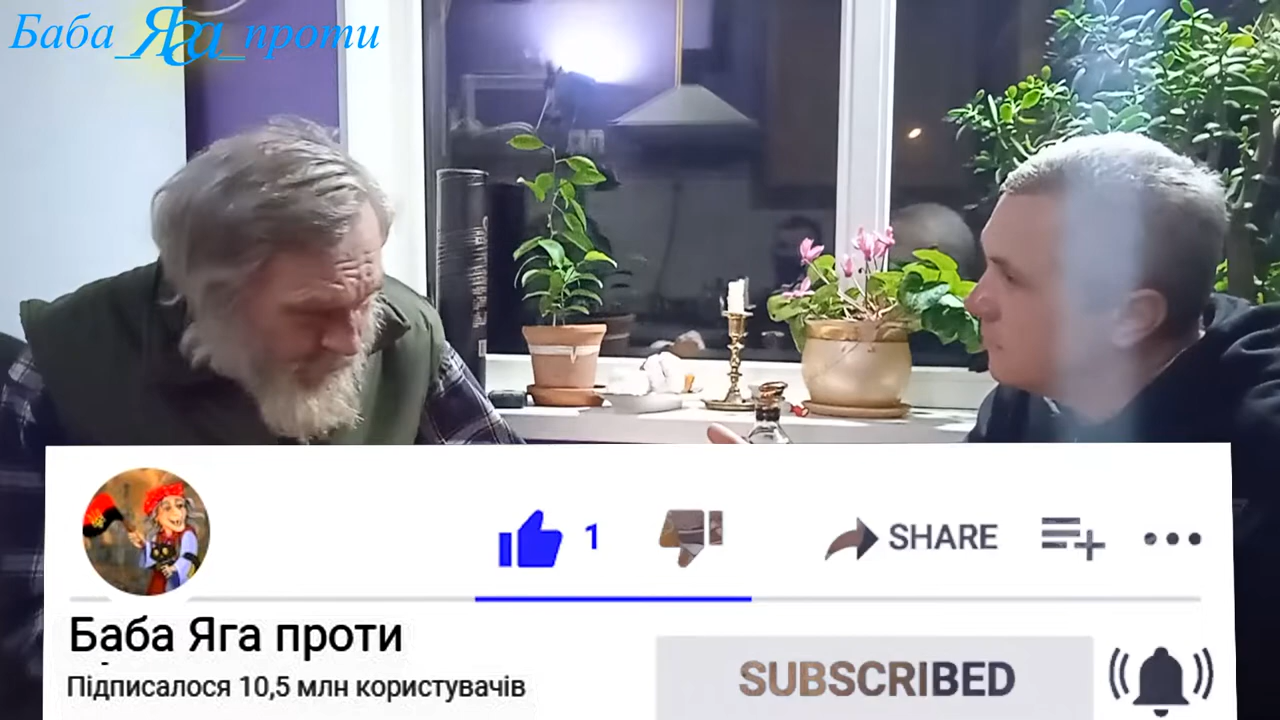 Баба_Яга_проти
1
SHARE
Баба Яга проти
Підписалося 10,5 млн користувачів
SUBSCRIBED